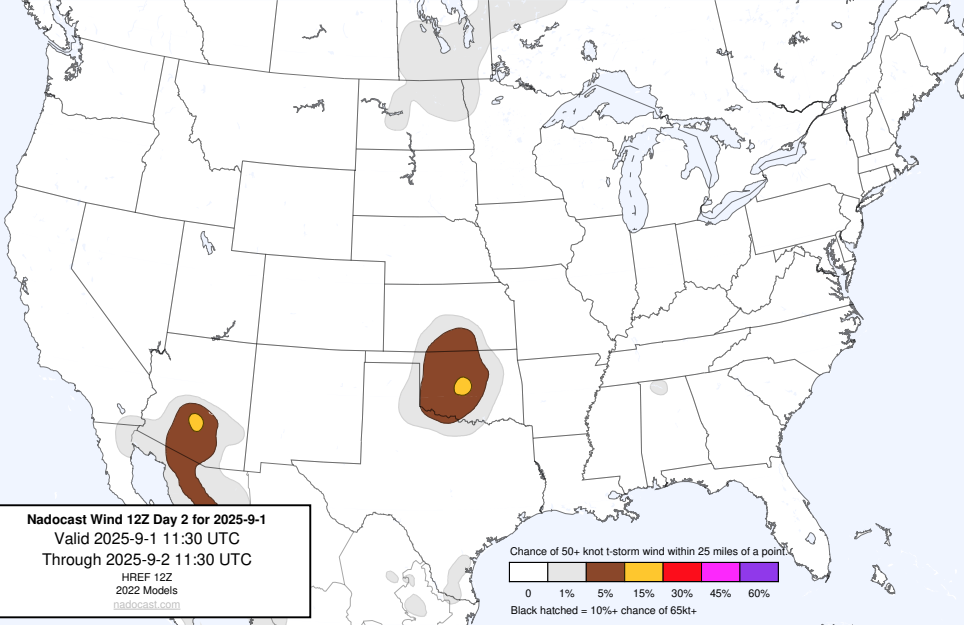 Nadocast Wind 12Z Day 2 for 2025-9-1
Valid 2025-9-1 11:30 UTC
Through 2025-9-2 11:30 UTC
HREF 12Z
2022 Models
nadocast.com
Chance of 50+ knot t-storm wind within 25 miles of a point.
0 1% 5% 15% 30% 45% 60%
Black hatched = 10%+ chance of 65kt+